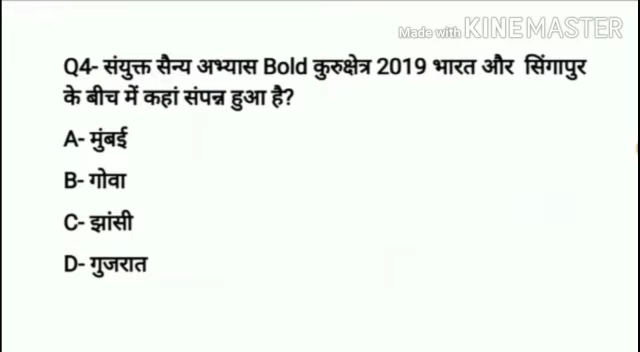 Made with KINEMASTER
Q4- संयुक्त सैन्य अभ्यास Bold कुरुक्षेत्र 2019 भारत और सिंगापुर
के बीच में कहां संपन्न हुआ है?
A- मुंबई
B- गोवा
C- झांसी
D- गुजरात